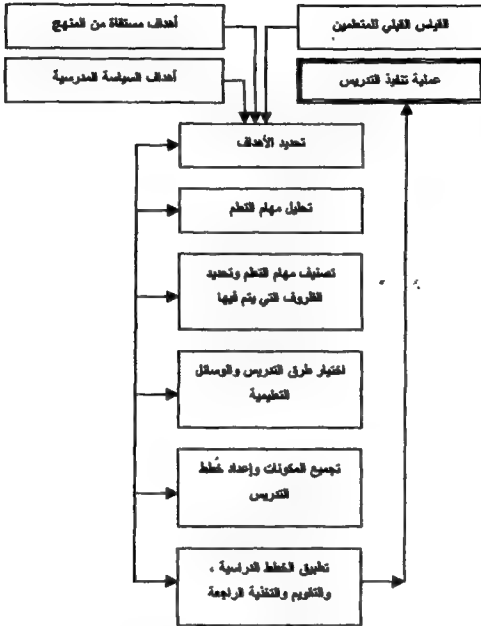 القياس القبلي للمتعلمين
أهداف مستقاة من المنهج
عملية تنفيذ التدريس
أهداف السياسة المدرسية
تحديد الأهداف
تحليل مهام التعلم
تصنيف مهام التعلم وتحديد
الظروف التي يتم فيها
اختيار طرق التدريس والوسائل
التعليمية
تجميع المكونات وإعداد خُطط
التدريس
تطبيق الخطط الدراسية ،
والتقويم والتغذية الراجعة